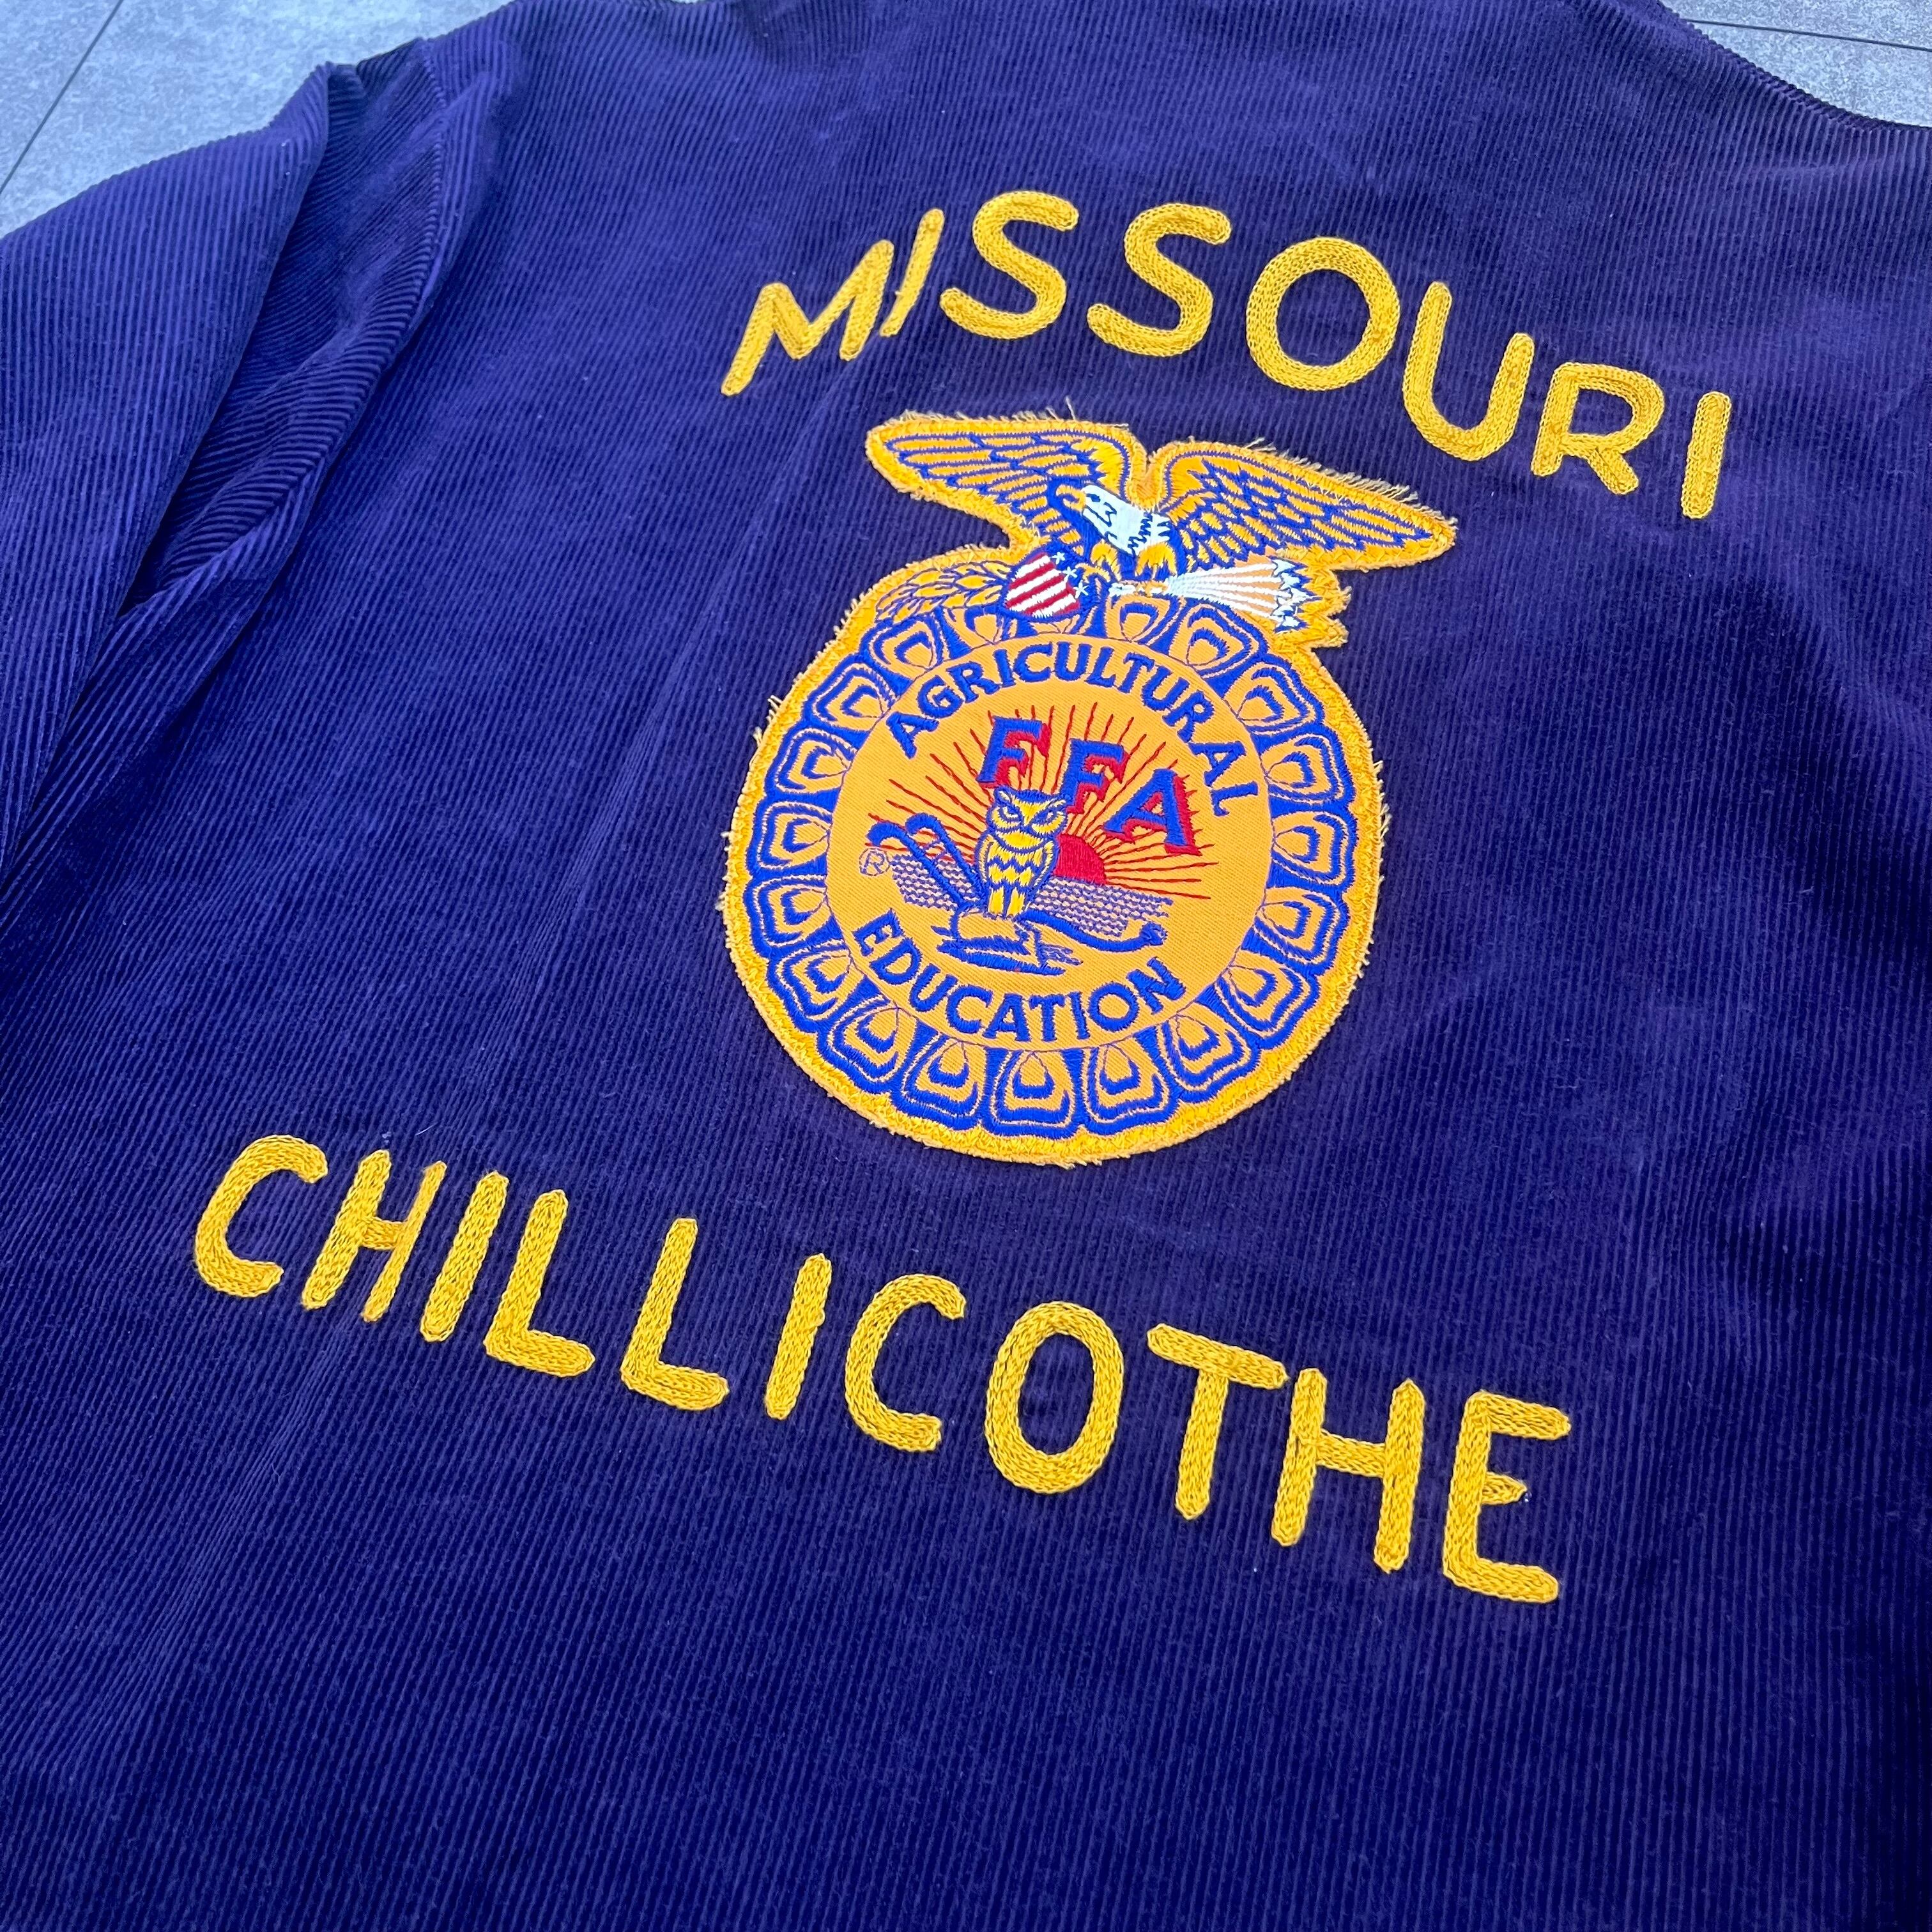 MISSOURI
AGRICULTURAL
FFA
®
EDUCATION
CHILLICOTHE